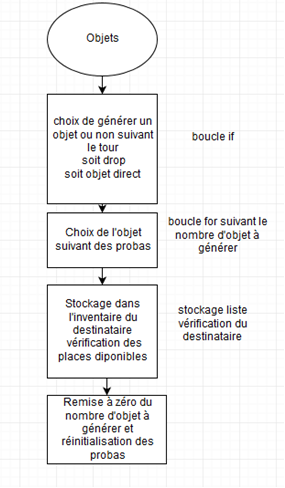 Objets
choix de générer un
objet ou non suivant
le tour
soit drop
soit objet direct
boucle if
Choix de l'objet
suivant des probas
boucle for suivant le
nombre d'objet à
générer
Stockage dans
l'inventaire du
destinataire
vérification des
places diponibles
stockage liste
vérification du
destinataire
Remise à zéro du
nombre d'objet à
générer et
réinitialisation des
probas